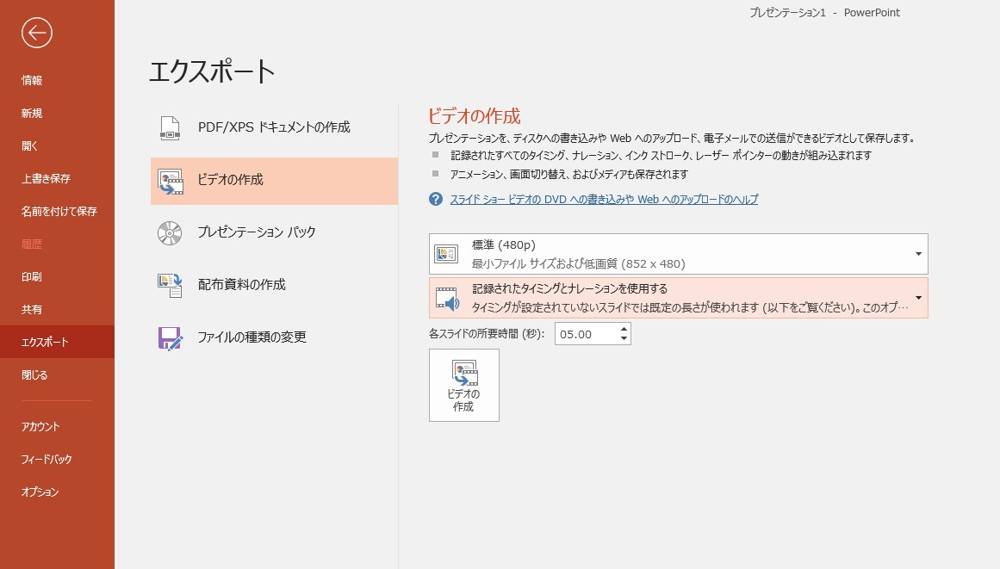 プレゼンテーション1 - PowerPoint
情報
新規
開く
上書き保存
名前を付けて保存
履歴
印刷
共有
エクスポート
閉じる
アカウント
フィードバック
オプション
エクスポート
PDF/XPS ドキュメントの作成
ビデオの作成
プレゼンテーション パック
配布資料の作成
ファイルの種類の変更
ビデオの作成
プレゼンテーションを、ディスクへの書き込みや Web へのアップロード、電子メールでの送信ができるビデオとして保存します。
記録されたすべてのタイミング、ナレーション、インク ストローク、レーザー ポインターの動きが組み込まれます
アニメーション、画面切り替え、およびメディアも保存されます
スライド ショー ビデオの DVD への書き込みや Web へのアップロードのヘルプ
標準 (480p)
最小ファイル サイズおよび低画質 (852 x 480)
記録されたタイミングとナレーションを使用する
タイミングが設定されていないスライドでは既定の長さが使われます (以下をご覧ください)。このオプ…
各スライドの所要時間 (秒):
05.00
ビデオの
作成